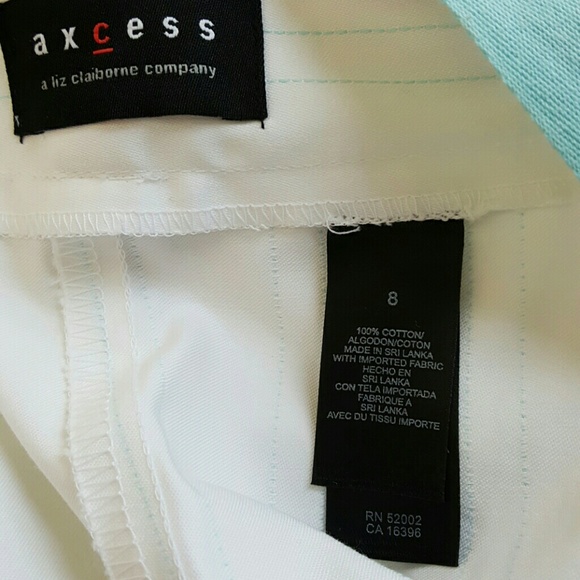 axcess
a liz claiborne company
8
100% COTTON/
ALGODON/COTON
MADE IN SRI LANKA
WITH IMPORTED FABRIC
HECHO EN
SRI LANKA
CON TELA IMPORTADA
FABRIQUE A
SRI LANKA
AVEC DU TISSU IMPORTE
RN 52002
CA 16396